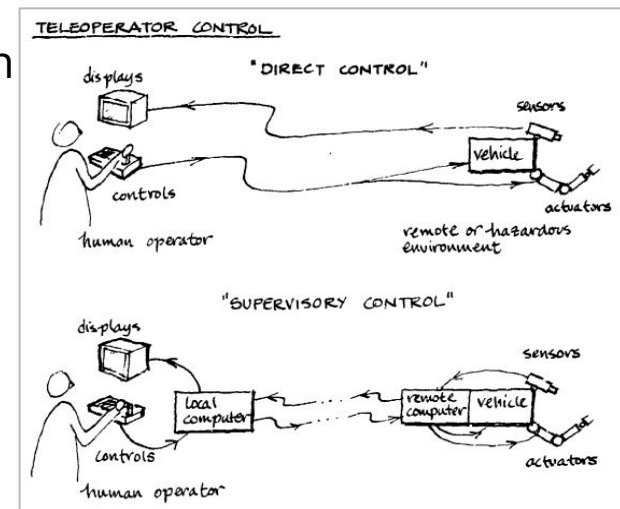 TELEOPERATOR CONTROL
n
"DIRECT CONTROL"
displays
sensors
vehicle
controls
actuators
human operator
remote or hazardous
environment
"SUPERVISORY CONTROL"
displays
sensors
local
computer
remote
computer
vehicle
controls
actuators
human operator